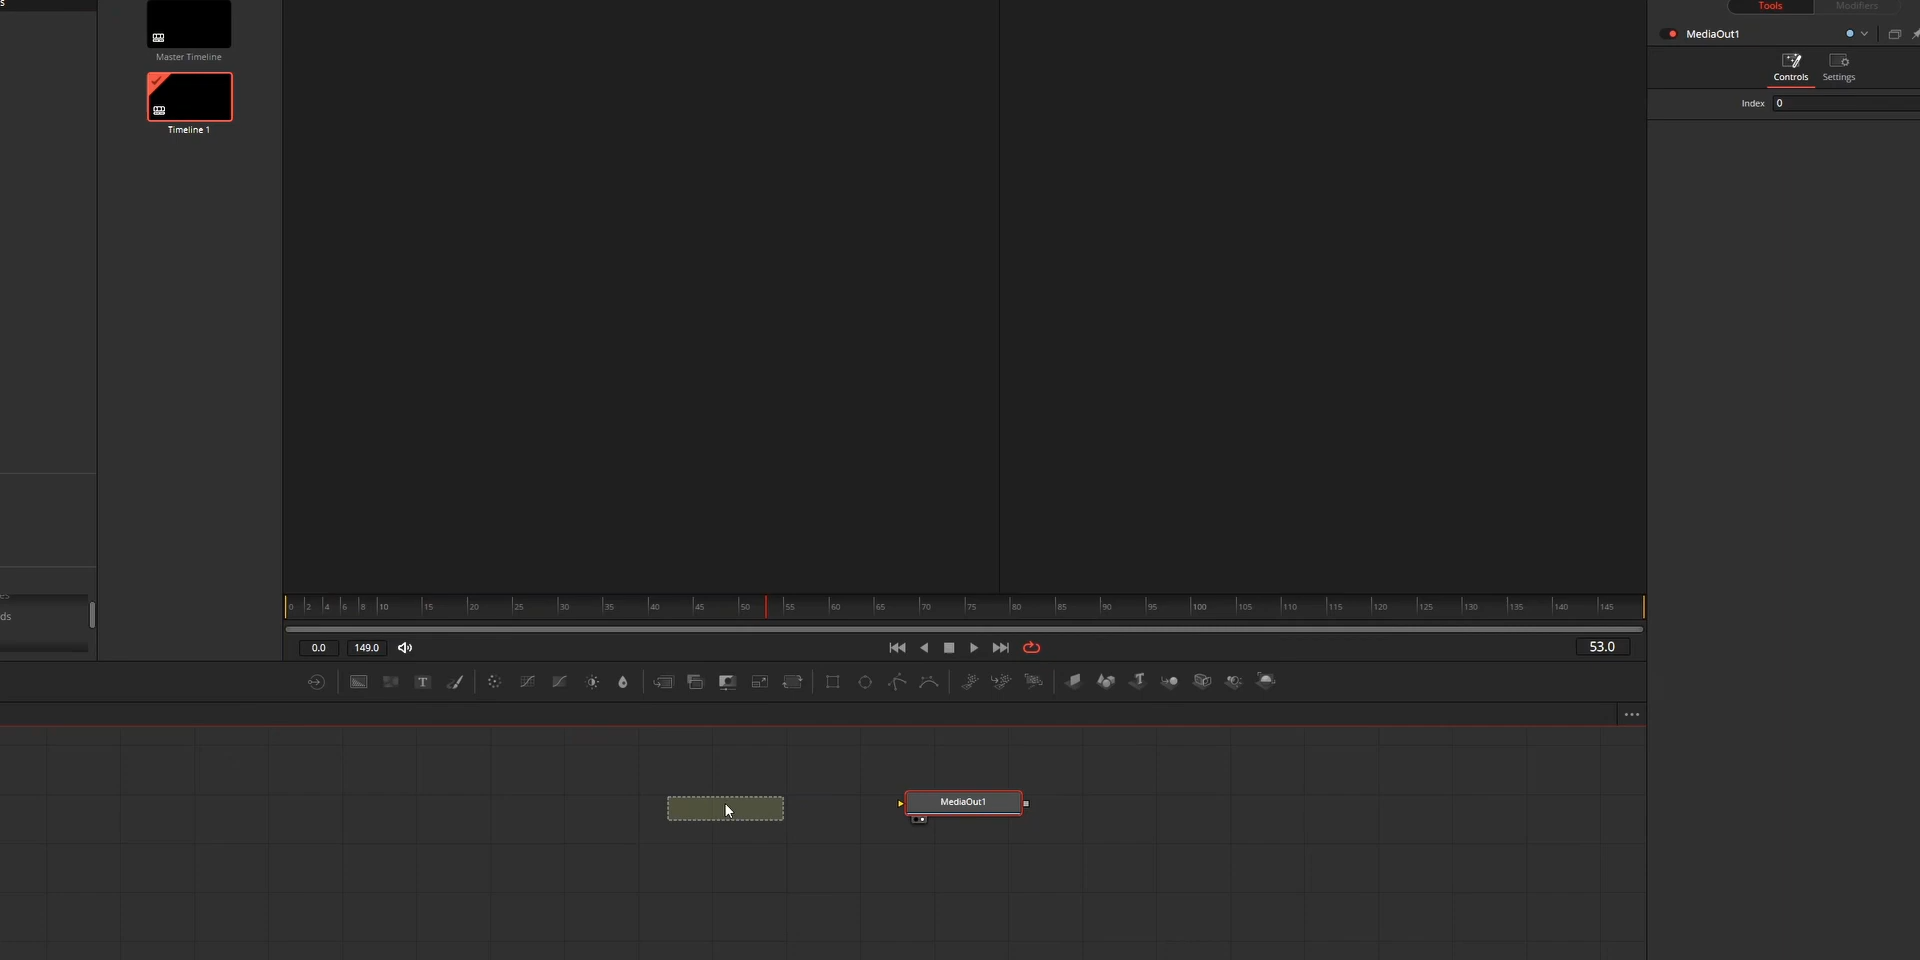 s
Tools
Modifiers
MediaOut1
Master Timeline
Controls
Settings
Index
0
Timeline 1
0 2 4 6 8 10 15 20 25 30 35 40 45 50 55 60 65 70 75 80 85 90 95 100 105 110 115 120 125 130 135 140 145
ds
0.0
149.0
53.0
T
MediaOut1